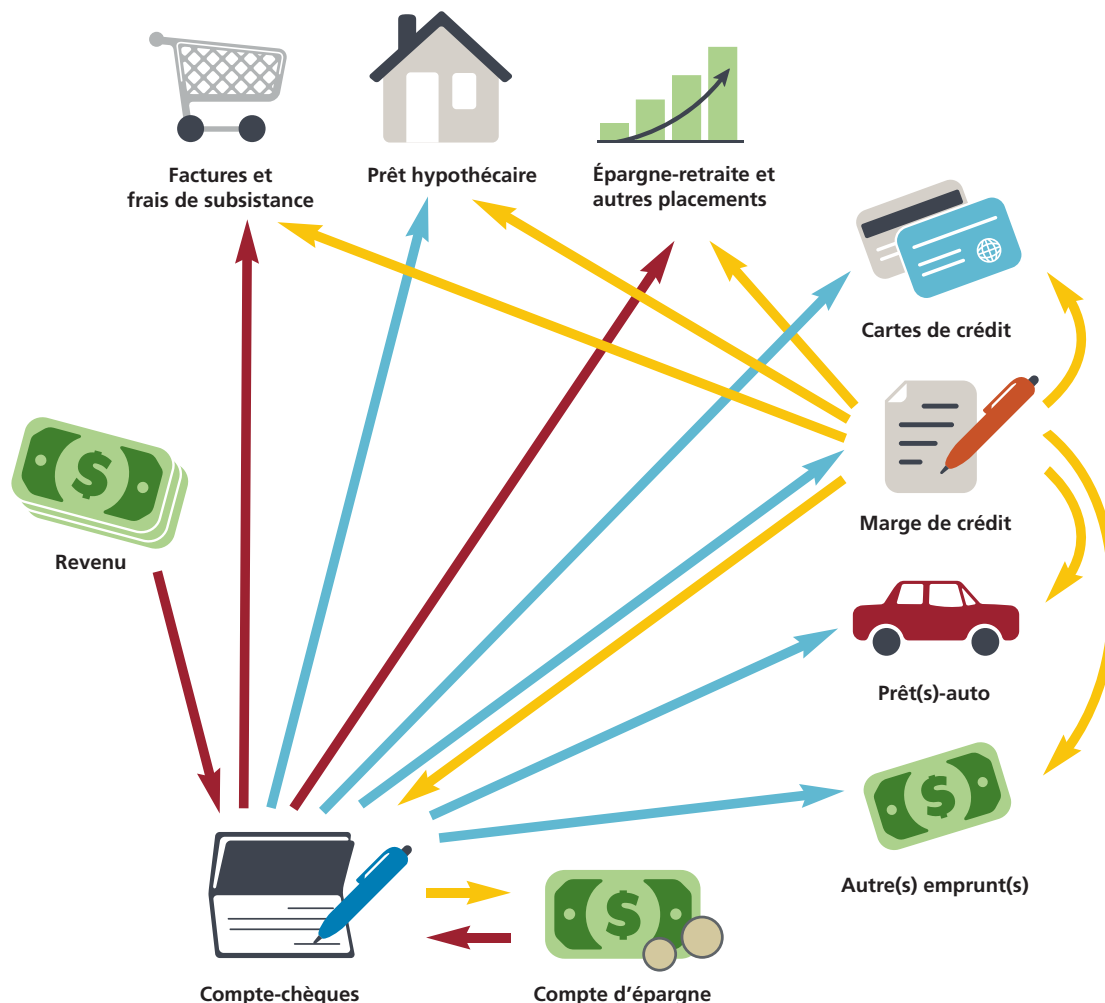 Factures et
frais de subsistance
Prêt hypothécaire
Épargne-retraite et
autres placements
Cartes de crédit
Marge de crédit
Revenu
Prêt(s)-auto
Autre(s) emprunt(s)
Compte-chèques
Compte d’épargne
$
$
$